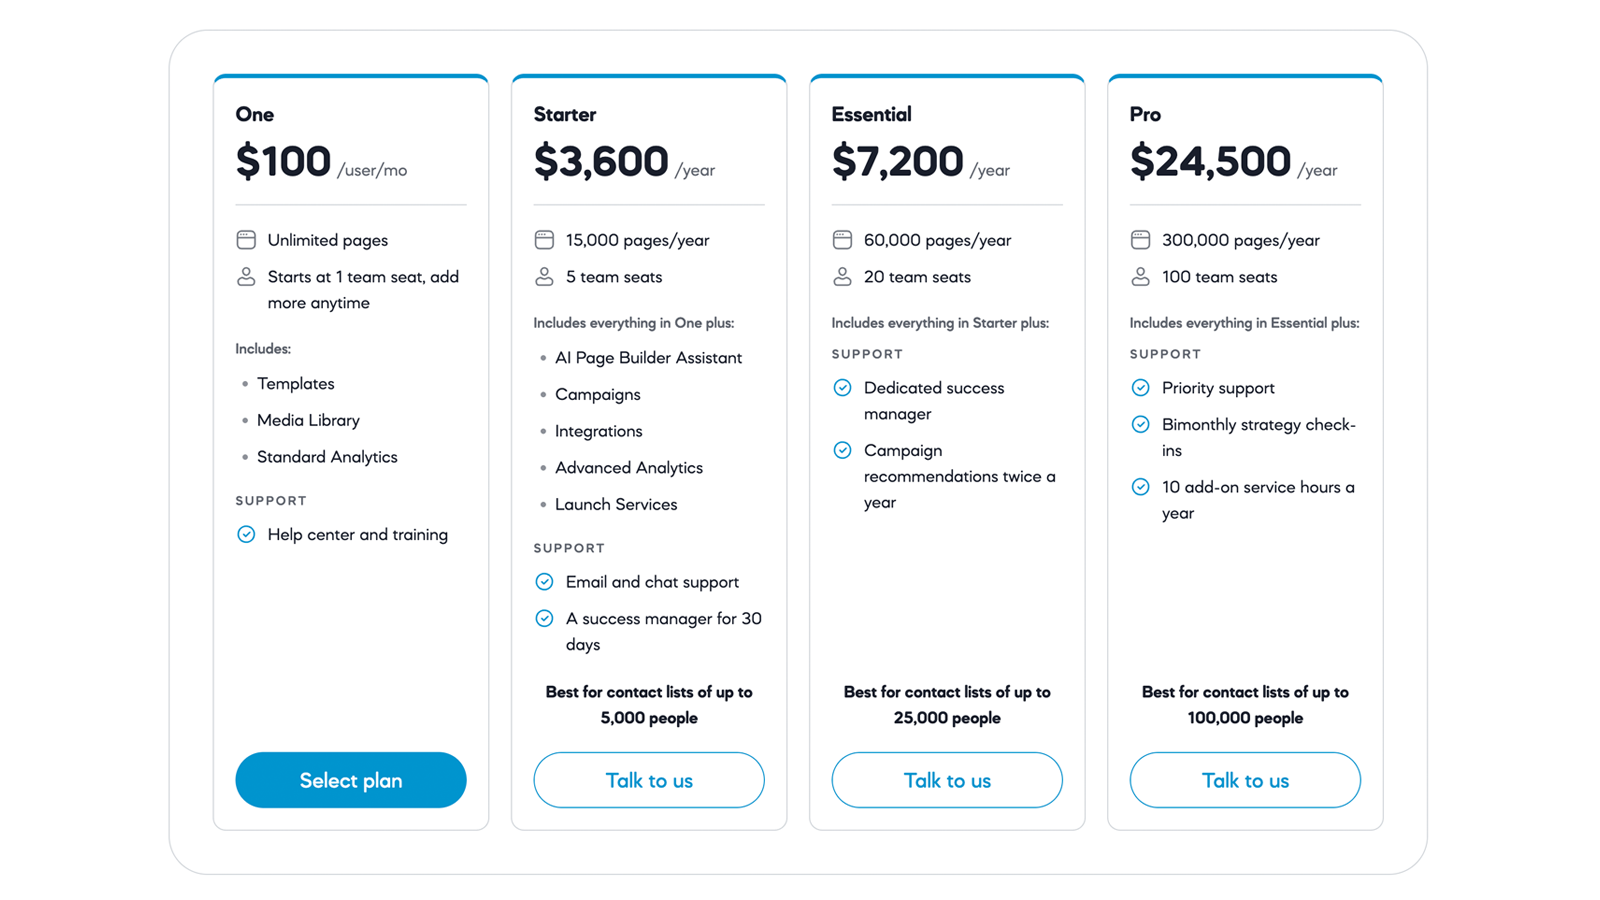 One
$100 /user/mo
Unlimited pages
Starts at 1 team seat, add
more anytime
Includes:
• Templates
• Media Library
• Standard Analytics
SUPPORT
Help center and training
Select plan
Starter
$3,600 /year
15,000 pages/year
5 team seats
Includes everything in One plus:
• AI Page Builder Assistant
• Campaigns
• Integrations
• Advanced Analytics
• Launch Services
SUPPORT
Email and chat support
A success manager for 30
days
Best for contact lists of up to
5,000 people
Talk to us
Essential
$7,200 /year
60,000 pages/year
20 team seats
Includes everything in Starter plus:
SUPPORT
Dedicated success
manager
Campaign
recommendations twice a
year
Best for contact lists of up to
25,000 people
Talk to us
Pro
$24,500 /year
300,000 pages/year
100 team seats
Includes everything in Essential plus:
SUPPORT
Priority support
Bimonthly strategy check-
ins
10 add-on service hours a
year
Best for contact lists of up to
100,000 people
Talk to us